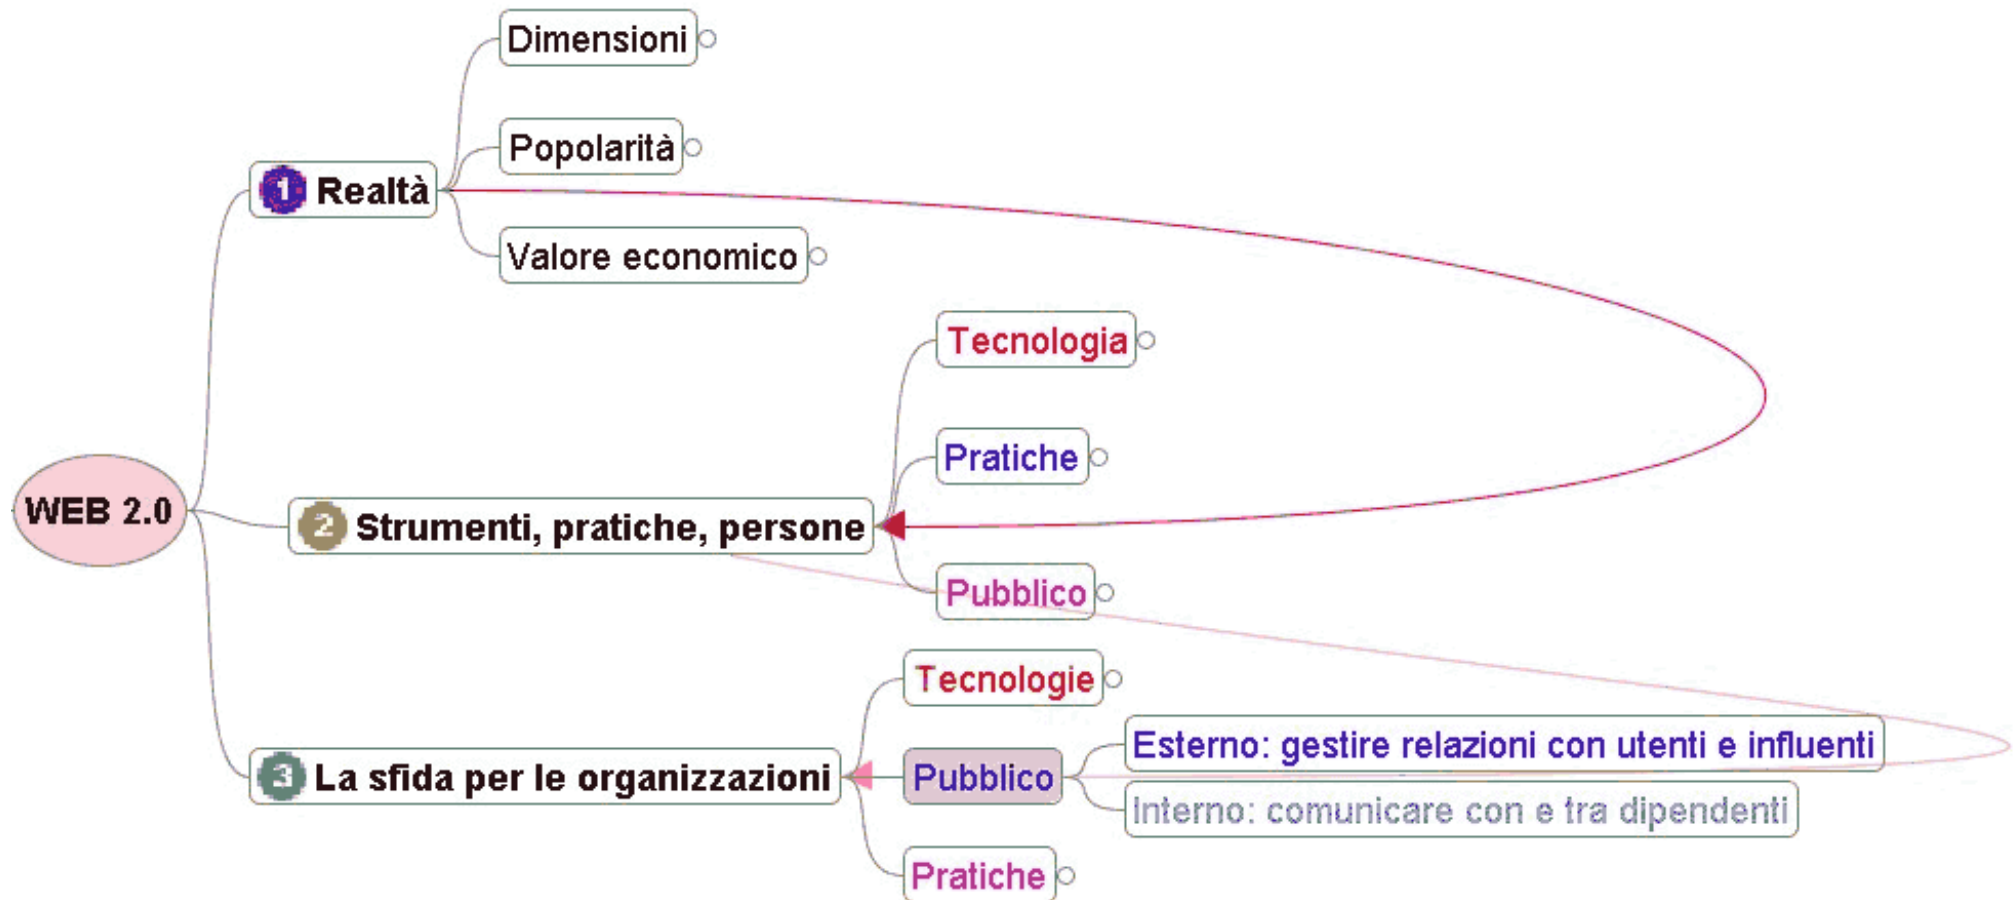 WEB 2.0
1 Realtà
Dimensioni
Popolarità
Valore economico
2 Strumenti, pratiche, persone
Tecnologia
Pratiche
Pubblico
3 La sfida per le organizzazioni
Tecnologie
Pubblico
Esterno: gestire relazioni con utenti e influenti
Interno: comunicare con e tra dipendenti
Pratiche